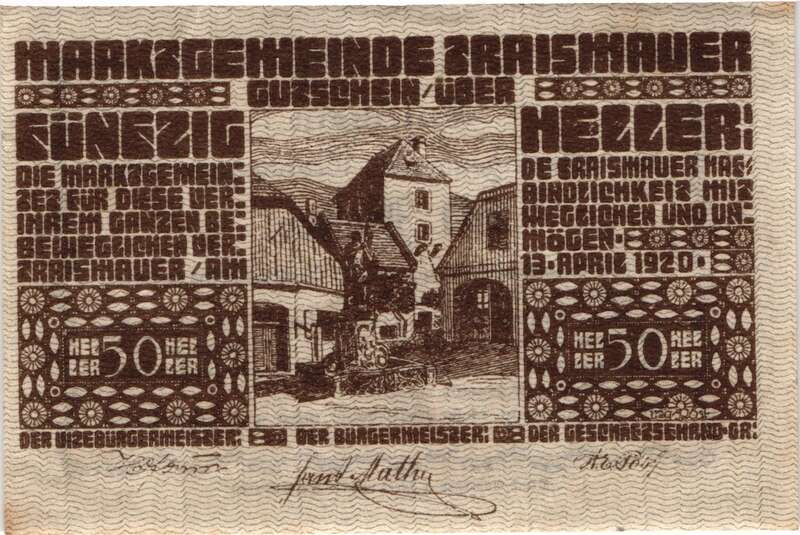 MARKTGEMEINDE TRAISMAUER
GUTSCHEIN/ÜBER
FÜNFZIG HELLER:
DIE MARKTGEMEIN= DE TRAISMAUER HAF=
TET FÜR DIESE VER= BINDLICHKEIT MIT
IHREM GANZEN BE= WEGLICHEN UND UN=
BEWEGLICHEN VER= MÖGEN·
TRAISMAUER/AM 13·APRIL 1920·
HEL 50 HEL
LER LER
HEL 50 HEL
LER LER
DER VIZEBÜRGERMEISTER: DER BÜRGERMEISTER: DER